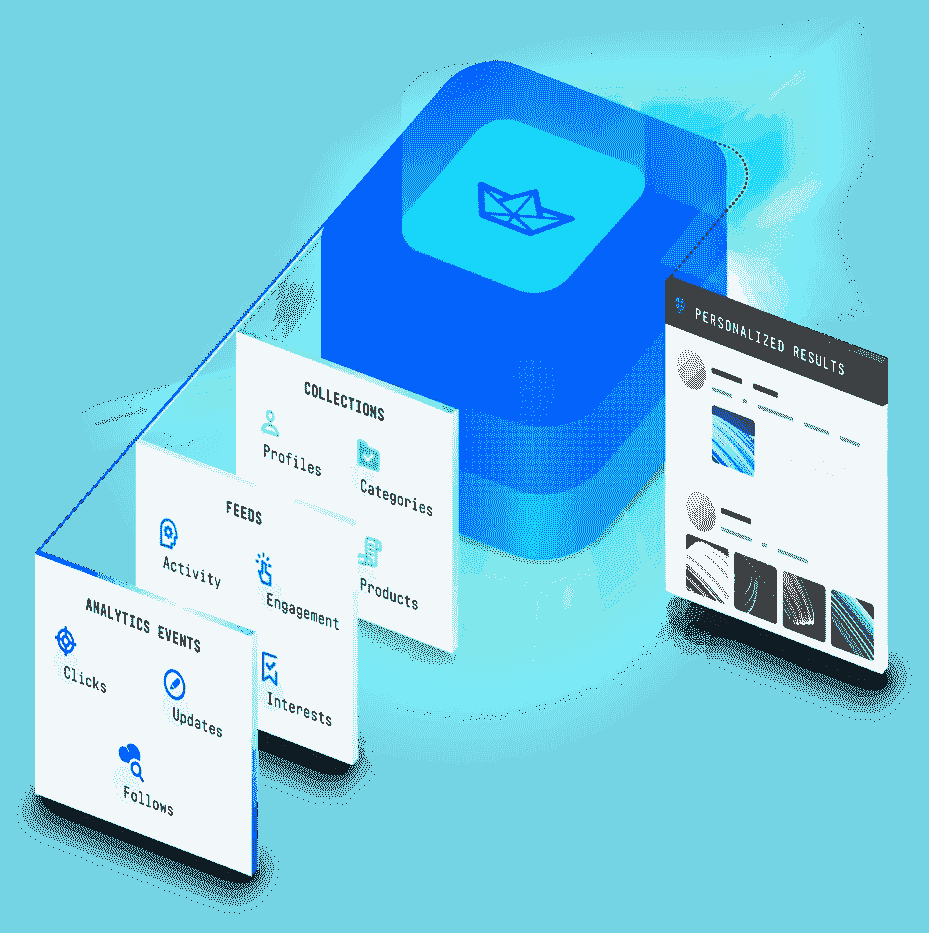 PERSONALIZED RESULTS
COLLECTIONS
Profiles
Categories
Products
FEEDS
Activity
Engagement
Interests
ANALYTICS EVENTS
Clicks
Updates
Follows